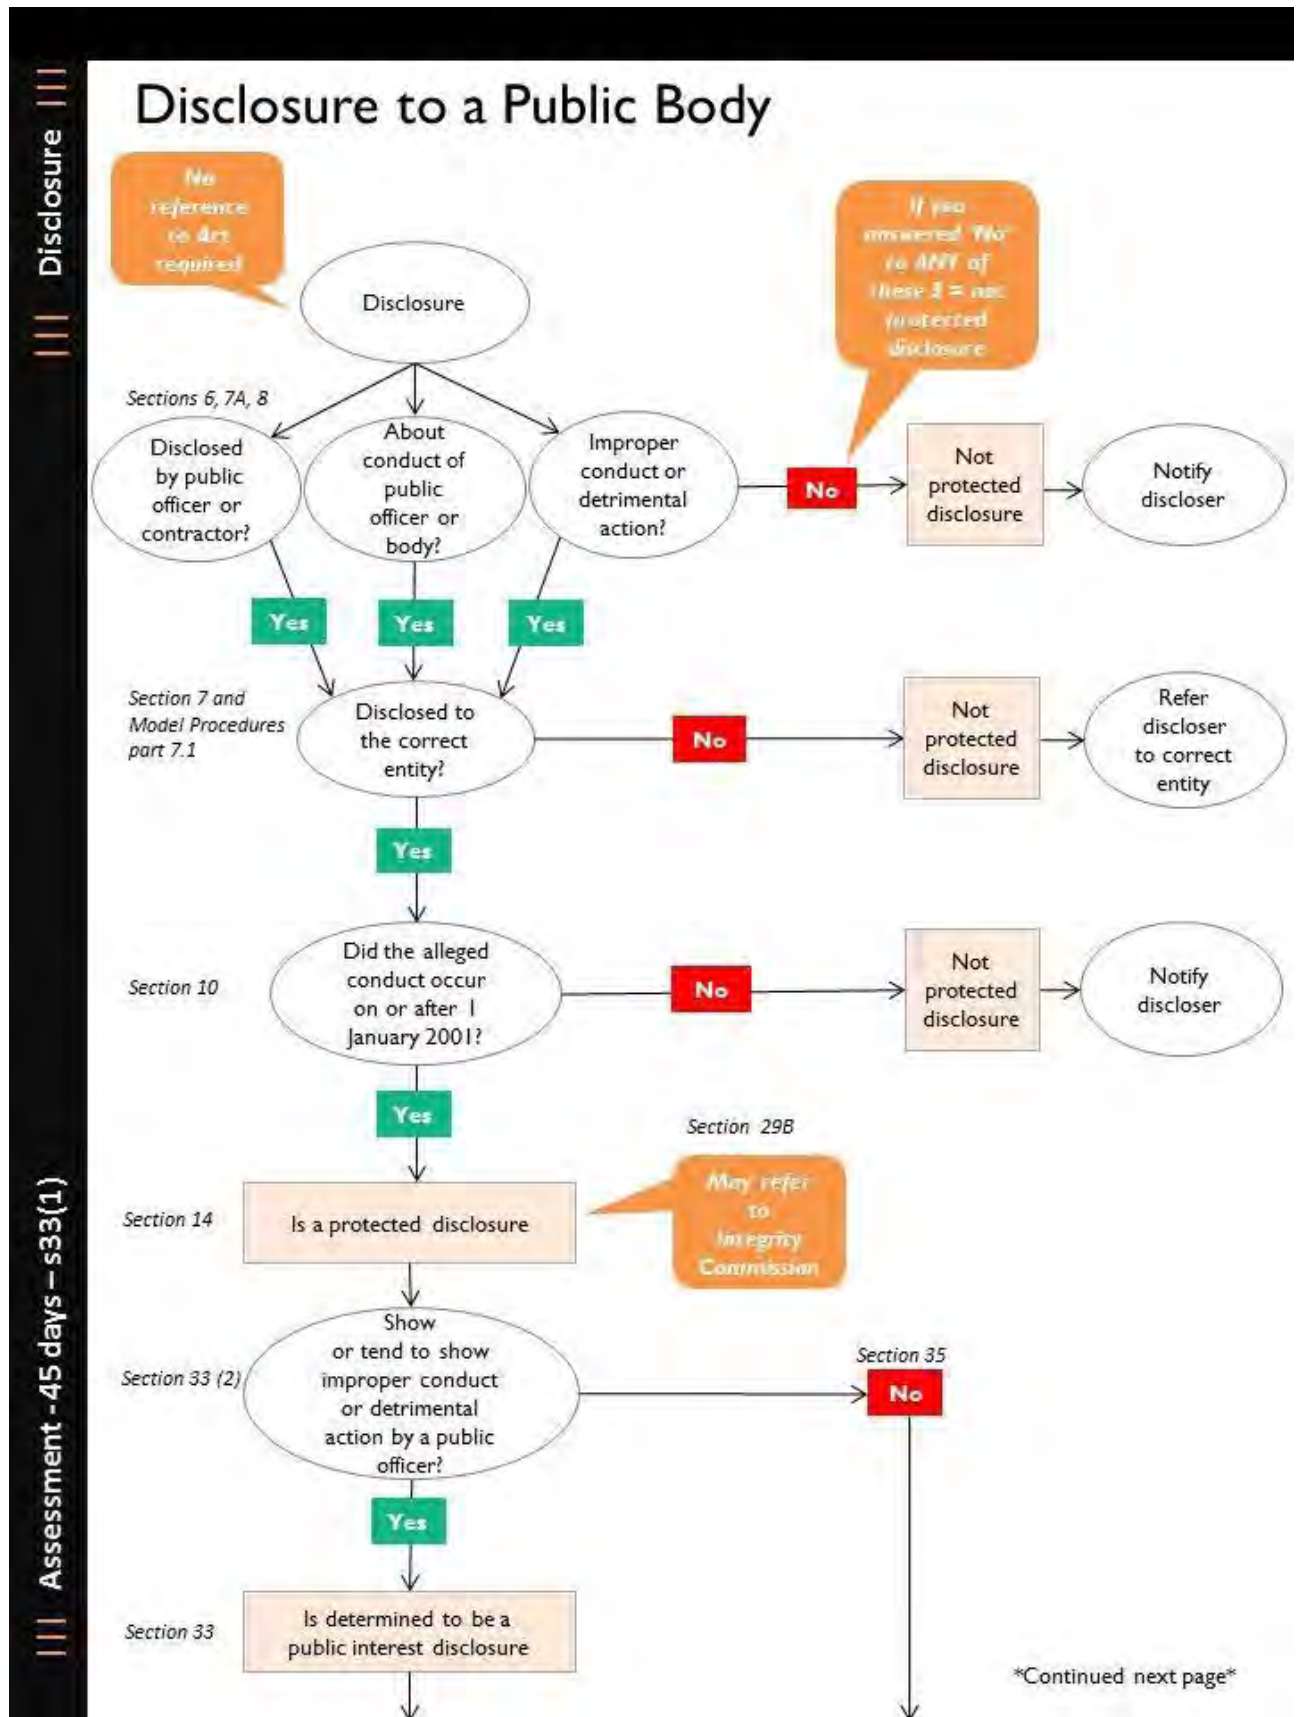 Disclosure to a Public Body
Disclosure
Assessment -45 days – s33(1)
No
reference
to Act
required
If you
answered 'No'
to ANY of
these 3 = not
protected
disclosure
Disclosure
Sections 6, 7A, 8
Disclosed
by public
officer or
contractor?
About
conduct of
public
officer or
body?
Improper
conduct or
detrimental
action?
No
Not
protected
disclosure
Notify
discloser
Yes
Yes
Yes
Section 7 and
Model Procedures
part 7.1
Disclosed to
the correct
entity?
No
Not
protected
disclosure
Refer
discloser
to correct
entity
Yes
Section 10
Did the alleged
conduct occur
on or after 1
January 2001?
No
Not
protected
disclosure
Notify
discloser
Yes
Section 29B
May refer
to
Integrity
Commission
Section 14
Is a protected disclosure
Section 33 (2)
Show
or tend to show
improper conduct
or detrimental
action by a public
officer?
Section 35
No
Yes
Section 33
Is determined to be a
public interest disclosure
*Continued next page*